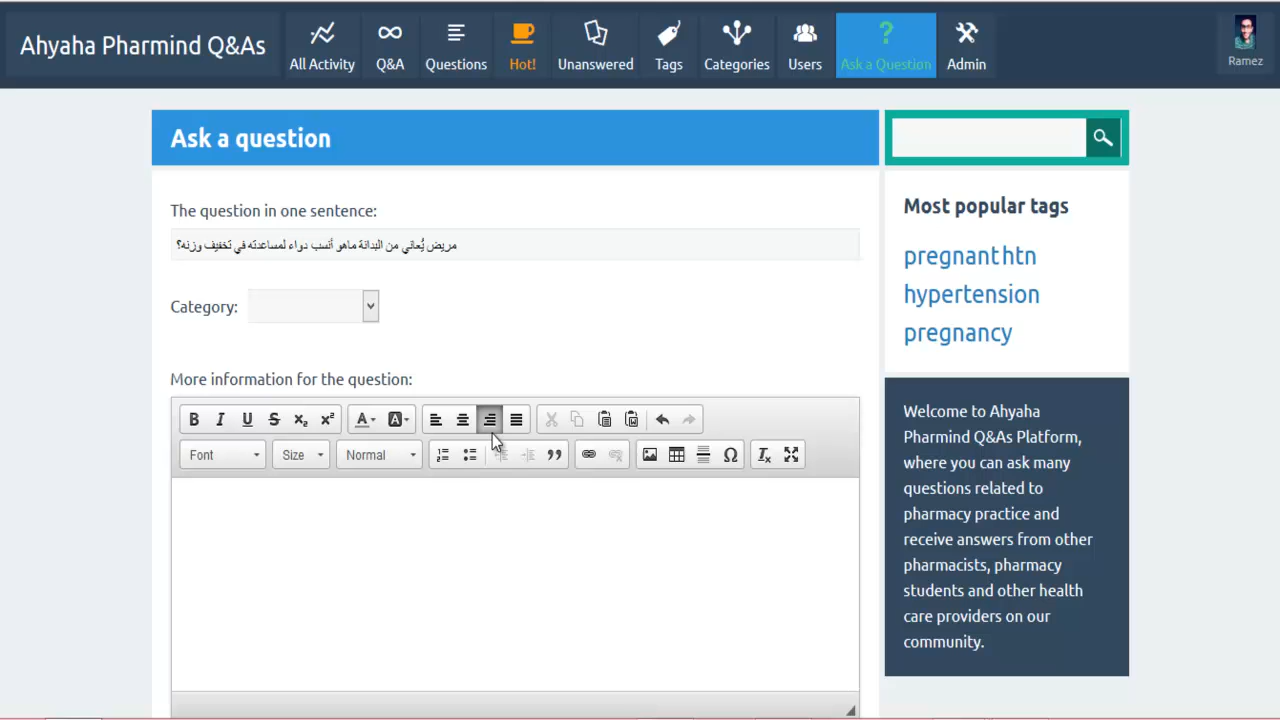 Ahyaha Pharmind Q&As
All Activity
Q&A
Questions
Hot!
Unanswered
Tags
Categories
Users
Ask a Question
Admin
Ramez
Ask a question
The question in one sentence:
مريض يُعاني من البدانة ماهو أنسب دواء لمساعدته في تخفيف وزنه؟
Category:
More information for the question:
Font
Size
Normal
Most popular tags
pregnant htn
hypertension
pregnancy
Welcome to Ahyaha
Pharmind Q&As Platform,
where you can ask many
questions related to
pharmacy practice and
receive answers from other
pharmacists, pharmacy
students and other health
care providers on our
community.